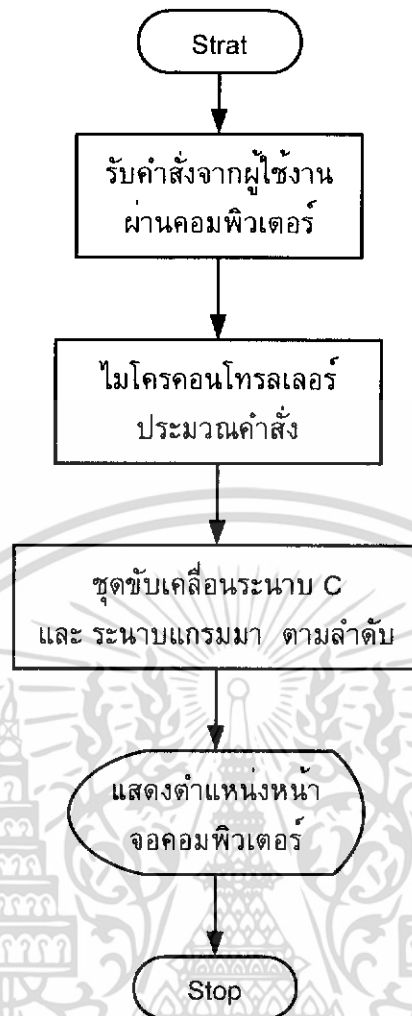 Strat
รับคำสั่งจากผู้ใช้งาน
ผ่านคอมพิวเตอร์
ไมโครคอนโทรลเลอร์
ประมวณคำสั่ง
ชุดขับเคลื่อนระนาบ C
และ ระนาบแกรมมา ตามลำดับ
แสดงตำแหน่งหน้า
จอคอมพิวเตอร์
Stop